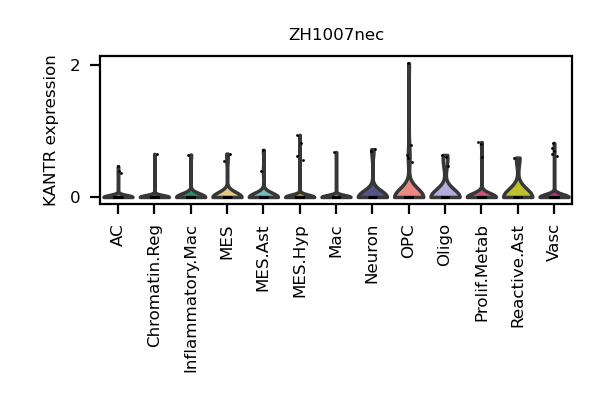 ZH1007nec
KANTR expression
2
0
AC
Chromatin.Reg
Inflammatory.Mac
MES
MES.Ast
MES.Hyp
Mac
Neuron
OPC
Oligo
Prolif.Metab
Reactive.Ast
Vasc